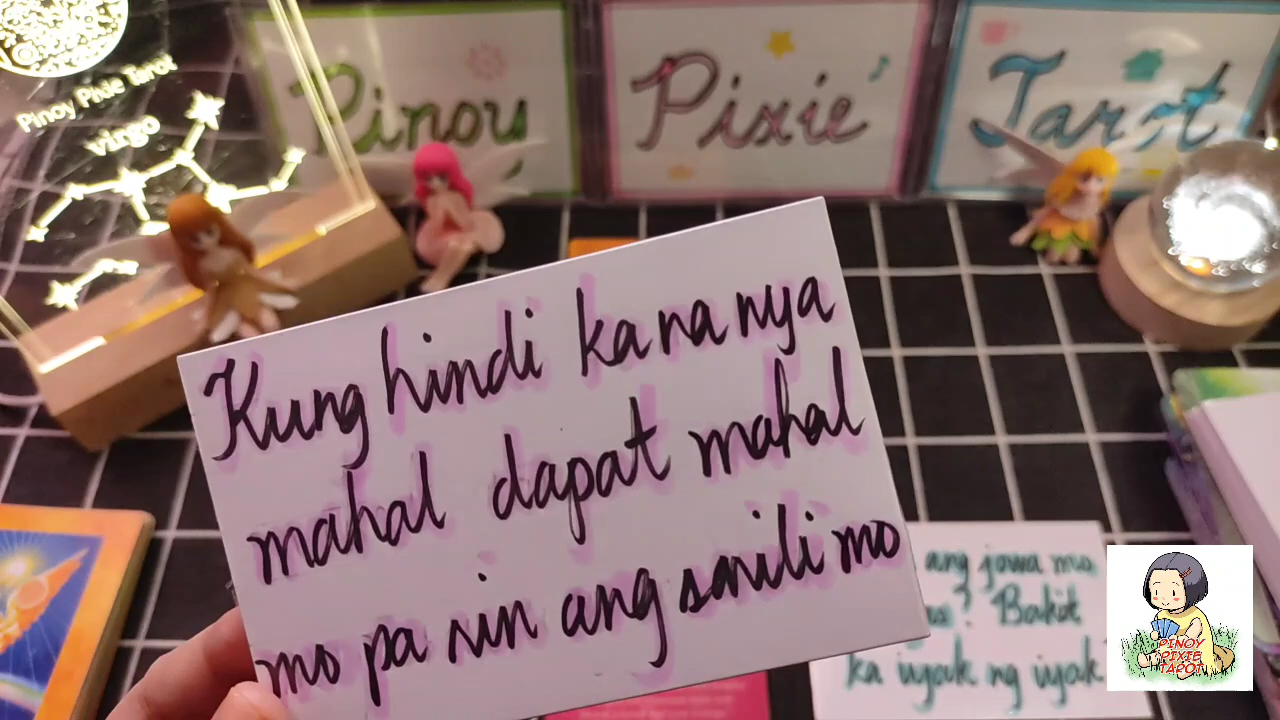 Pinoy Pixie Tarot
virgo
Pinoy
Pixie
Tarot
Kung hindi ka na nya
mahal dapat mahal
mo pa rin ang sarili mo
ang jowa mo
? Bakit
ka iyak ng iyak
PINOY
PIXIE
TAROT